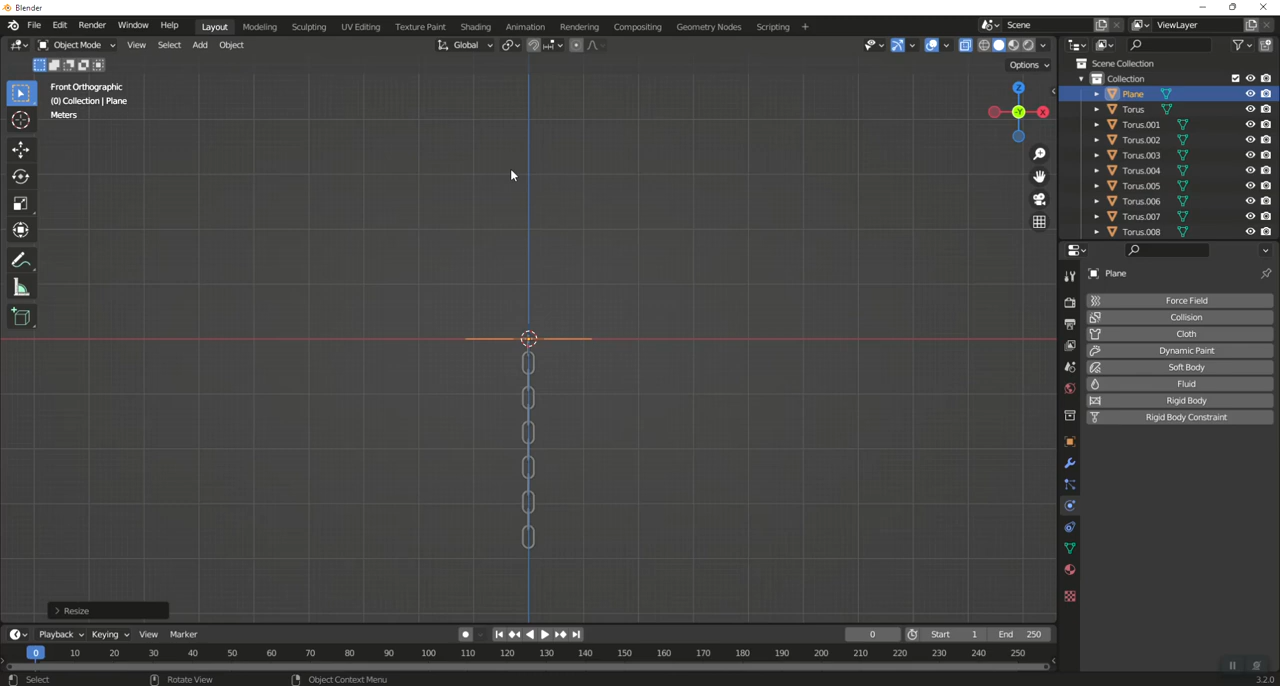 Blender
File Edit Render Window Help Layout Modeling Sculpting UV Editing Texture Paint Shading Animation Rendering Compositing Geometry Nodes Scripting + Scene ViewLayer
Object Mode View Select Add Object Global
Options
Front Orthographic
(0) Collection | Plane
Meters
Z
X
-Y
Scene Collection
Collection
Plane
Torus
Torus.001
Torus.002
Torus.003
Torus.004
Torus.005
Torus.006
Torus.007
Torus.008
Plane
Force Field
Collision
Cloth
Dynamic Paint
Soft Body
Fluid
Rigid Body
Rigid Body Constraint
Resize
Playback Keying View Marker 0 Start 1 End 250
0 10 20 30 40 50 60 70 80 90 100 110 120 130 140 150 160 170 180 190 200 210 220 230 240 250
Select Rotate View Object Context Menu 3.2.0